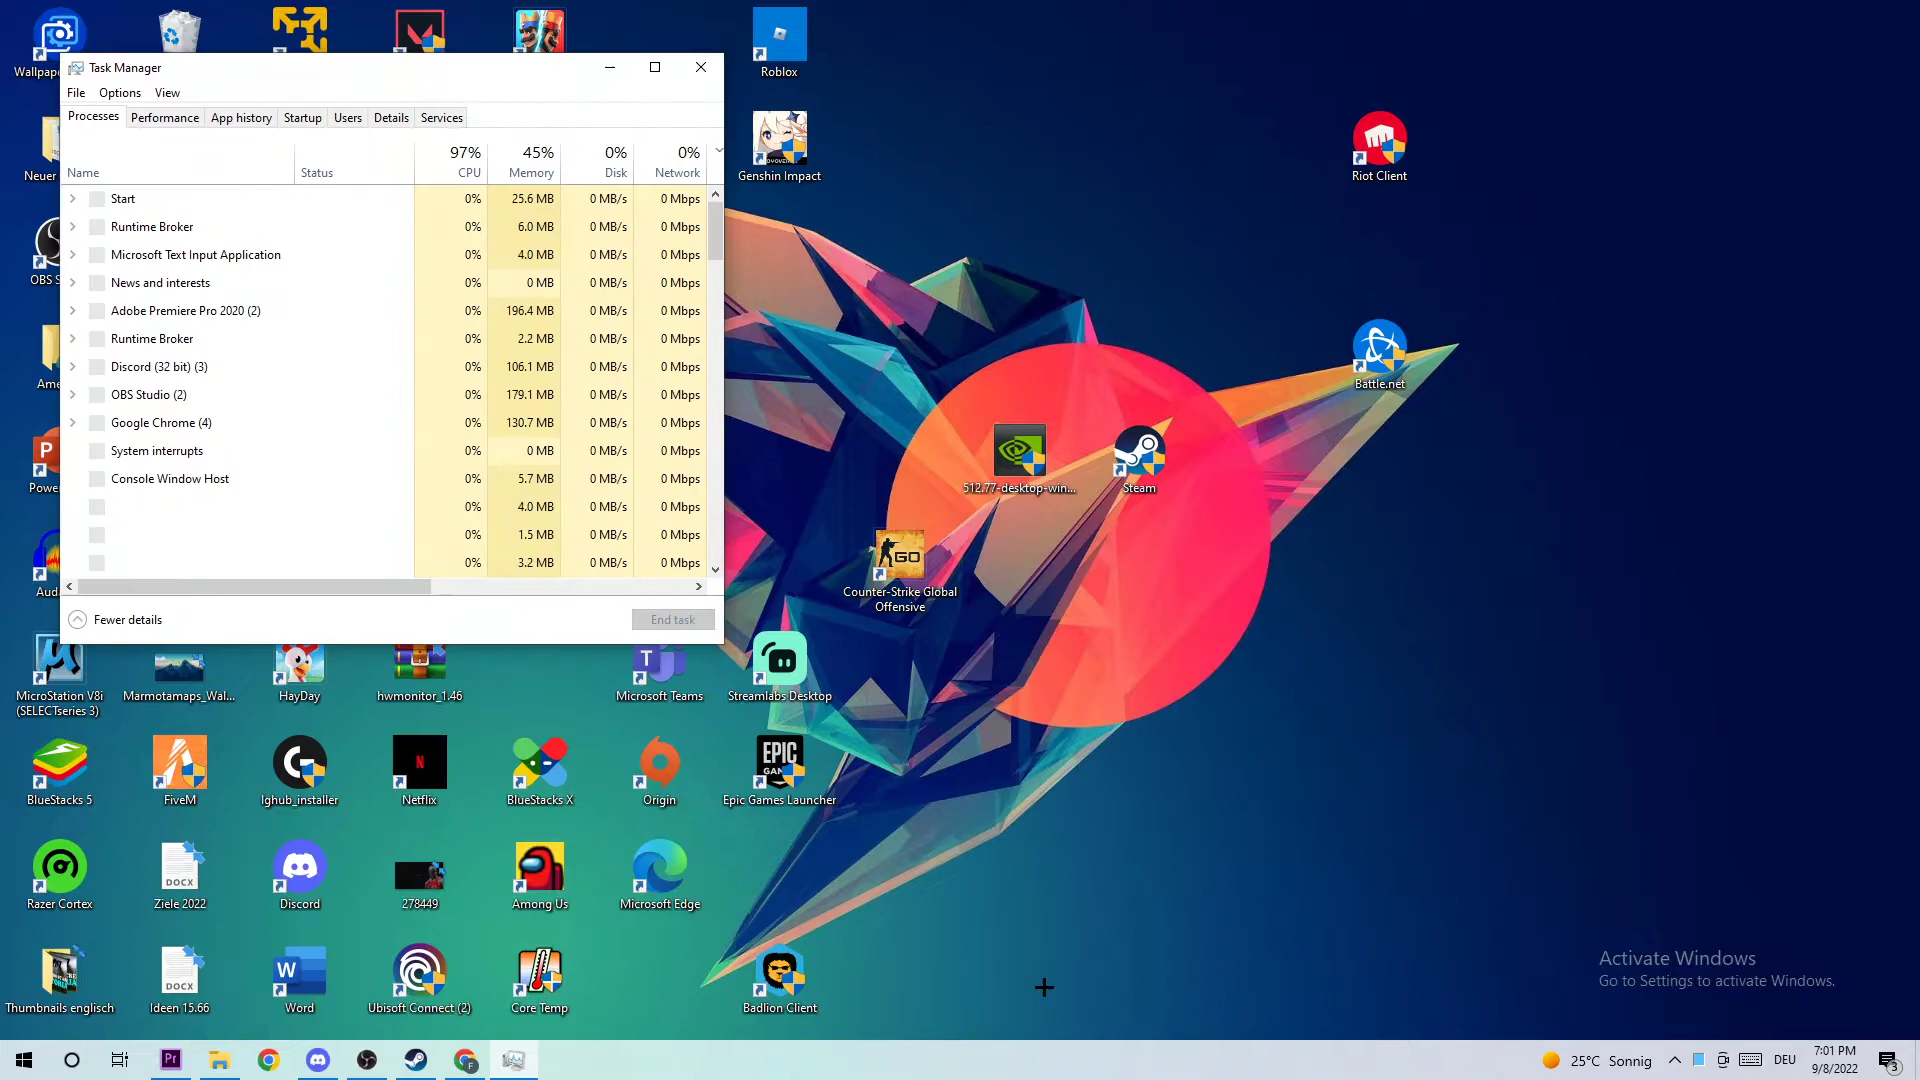 Wallpape
Roblox
Task Manager
File Options View
Processes Performance App history Startup Users Details Services
97% 45% 0% 0%
Name Status CPU Memory Disk Network
Start 0% 25.6 MB 0 MB/s 0 Mbps
Runtime Broker 0% 6.0 MB 0 MB/s 0 Mbps
Microsoft Text Input Application 0% 4.0 MB 0 MB/s 0 Mbps
News and interests 0% 0 MB 0 MB/s 0 Mbps
Adobe Premiere Pro 2020 (2) 0% 196.4 MB 0 MB/s 0 Mbps
Runtime Broker 0% 2.2 MB 0 MB/s 0 Mbps
Discord (32 bit) (3) 0% 106.1 MB 0 MB/s 0 Mbps
OBS Studio (2) 0% 179.1 MB 0 MB/s 0 Mbps
Google Chrome (4) 0% 130.7 MB 0 MB/s 0 Mbps
System interrupts 0% 0 MB 0 MB/s 0 Mbps
Console Window Host 0% 5.7 MB 0 MB/s 0 Mbps
0% 4.0 MB 0 MB/s 0 Mbps
0% 1.5 MB 0 MB/s 0 Mbps
0% 3.2 MB 0 MB/s 0 Mbps
Fewer details End task
Neuer
OBS S
Ame
Power
Auda
Genshin Impact
Riot Client
Battle.net
512.77-desktop-win...
Steam
GO
Counter-Strike Global
Offensive
MicroStation V8i
(SELECTseries 3)
Marmotamaps_Wal...
HayDay
hwmonitor_1.46
Microsoft Teams
Streamlabs Desktop
EPIC
GAM
BlueStacks 5
FiveM
lghub_installer
Netflix
BlueStacks X
Origin
Epic Games Launcher
DOCX
Razer Cortex
Ziele 2022
Discord
278449
Among Us
Microsoft Edge
DOCX
Thumbnails englisch
Ideen 15.66
Word
Ubisoft Connect (2)
Core Temp
Badlion Client
Activate Windows
Go to Settings to activate Windows.
Pr
25°C Sonnig
DEU
7:01 PM
9/8/2022
3